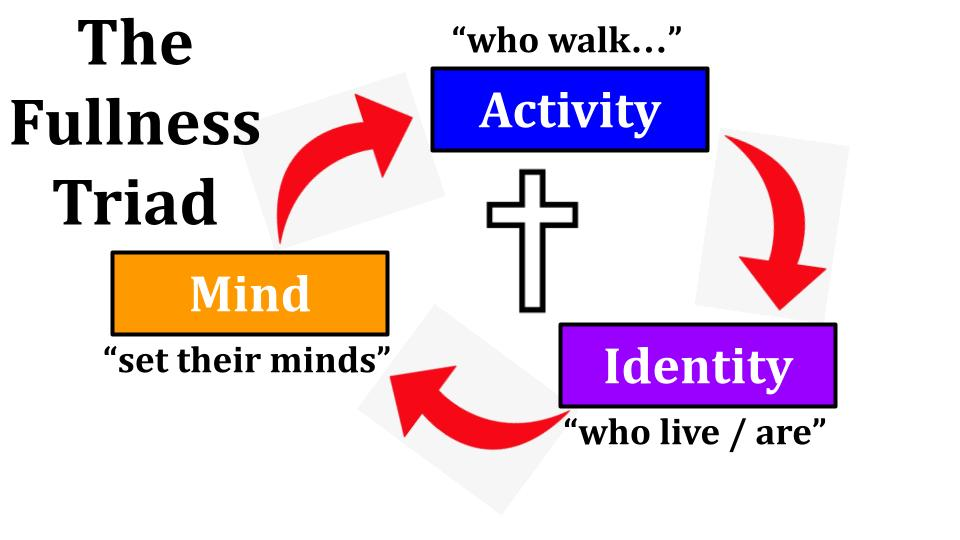 The
Fullness
Triad
“who walk...”
Activity
Mind
“set their minds”
Identity
“who live / are”